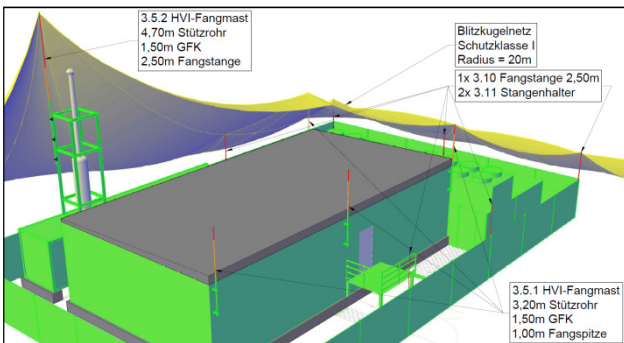 3.5.2 HVI-Fangmast
4,70m Stützrohr
1,50m GFK
2,50m Fangstange
Blitzkugelnetz
Schutzklasse I
Radius = 20m
1x 3.10 Fangstange 2,50m
2x 3.11 Stangenhalter
3.5.1 HVI-Fangmast
3,20m Stützrohr
1,50m GFK
1,00m Fangspitze